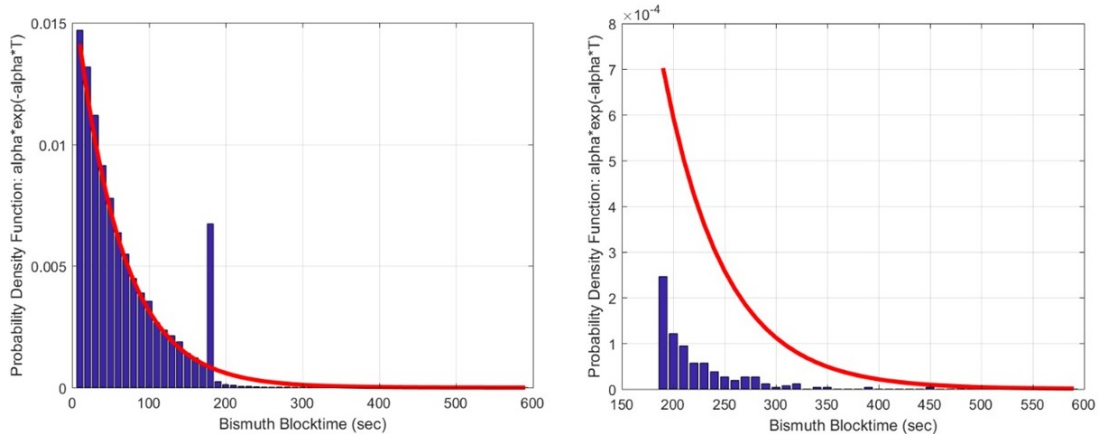 Probability Density Function: alpha*exp(-alpha*T)
0.015
0.01
0.005
0
0 100 200 300 400 500 600
Bismuth Blocktime (sec)
×10-4
Probability Density Function: alpha*exp(-alpha*T)
8
7
6
5
4
3
2
1
0
150 200 250 300 350 400 450 500 550 600
Bismuth Blocktime (sec)